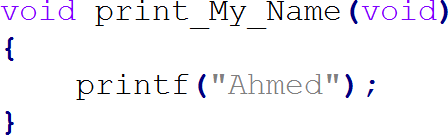 void print_My_Name(void)
{
    printf("Ahmed");
}